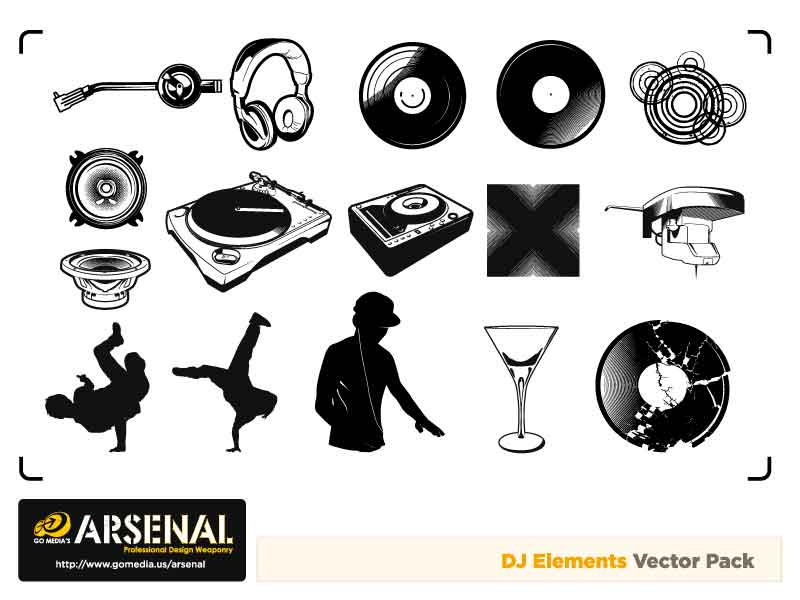 GO MEDIA'S
ARSENAL
Professional Design Weaponry
http://www.gomedia.us/arsenal
DJ Elements Vector Pack